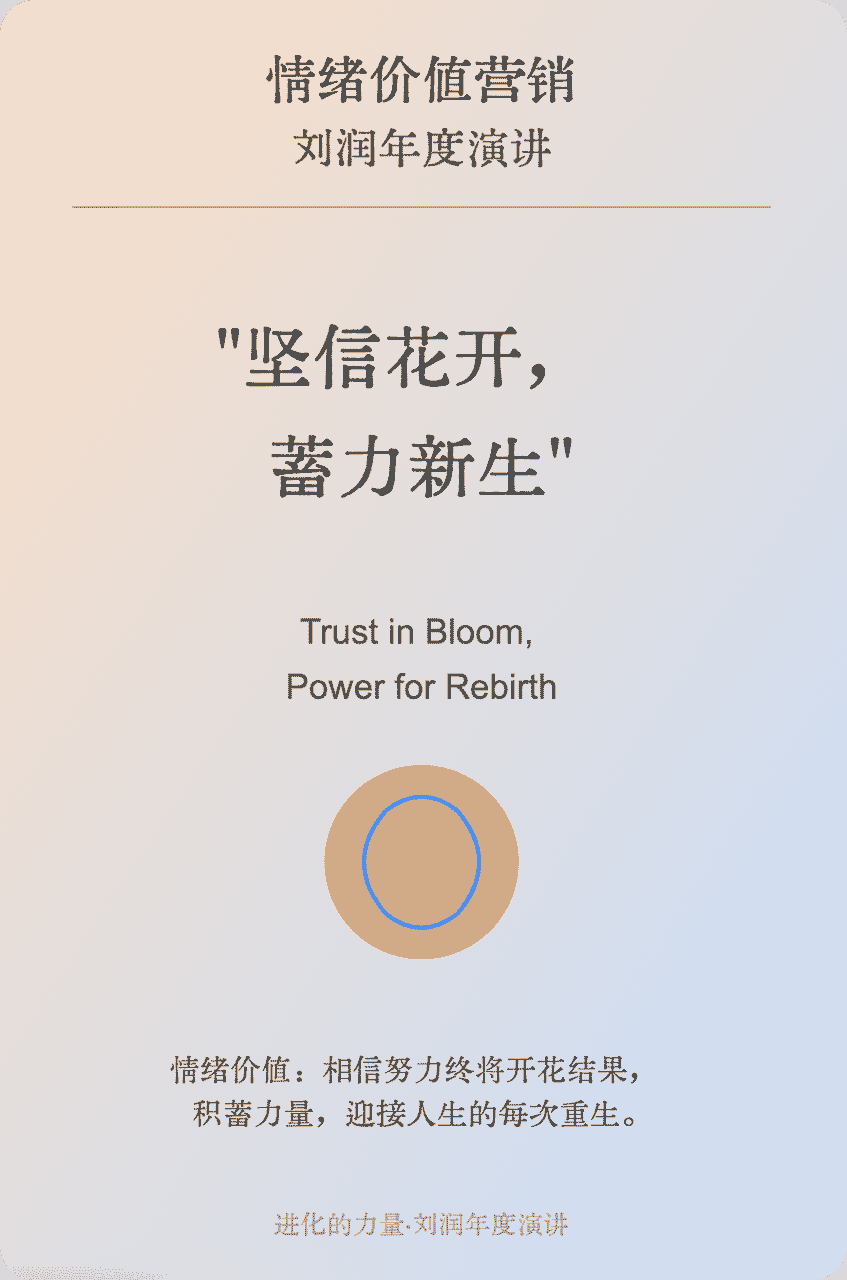 情绪价值营销
刘润年度演讲
"坚信花开，
蓄力新生"
Trust in Bloom,
Power for Rebirth
情绪价值：相信努力终将开花结果，
积蓄力量，迎接人生的每次重生。
进化的力量·刘润年度演讲